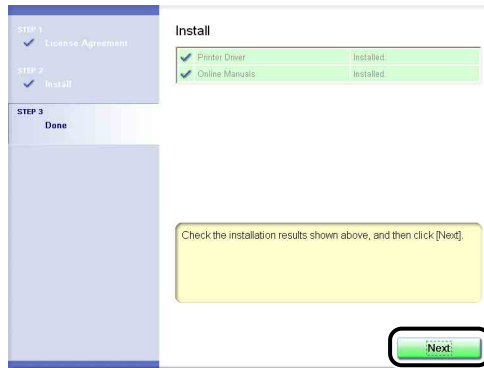 STEP 1
License Agreement
STEP 2
Install
STEP 3
Done
Install
Printer Driver Installed.
Online Manuals Installed.
Check the installation results shown above, and then click [Next].
Next